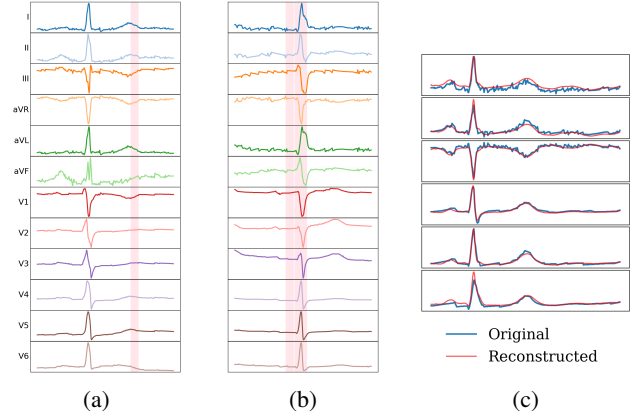 I
II
III
aVR
aVL
aVF
V1
V2
V3
V4
V5
V6
Original
Reconstructed
(a)
(b)
(c)